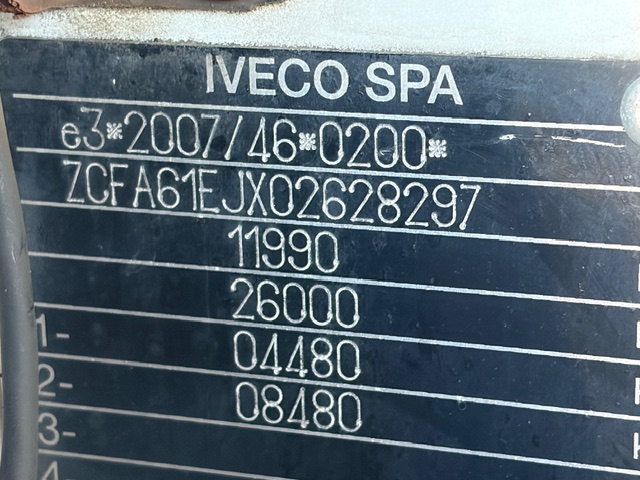 IVECO SPA
e3*2007/46*0200*
ZCFA61EJX02628297
11990
26000
1- 04480
2- 08480
3-